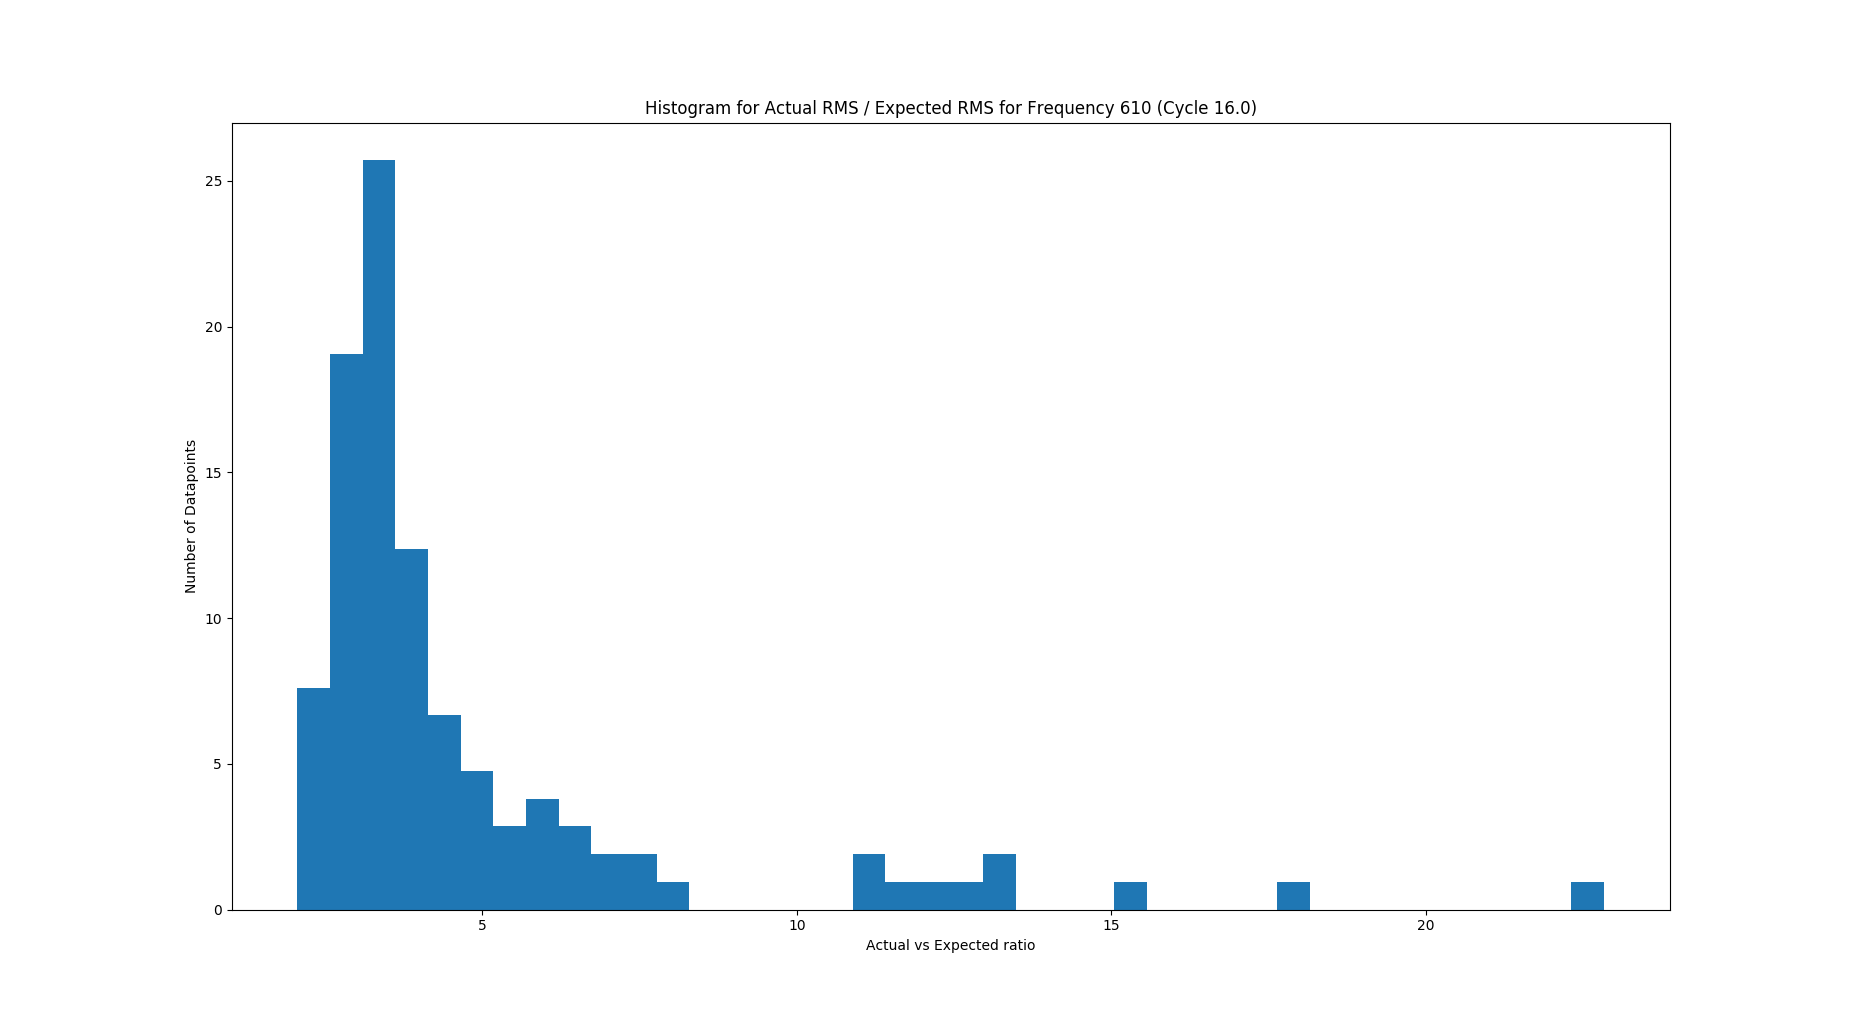 Histogram for Actual RMS / Expected RMS for Frequency 610 (Cycle 16.0)
Number of Datapoints
25
20
15
10
5
0
5 10 15 20
Actual vs Expected ratio